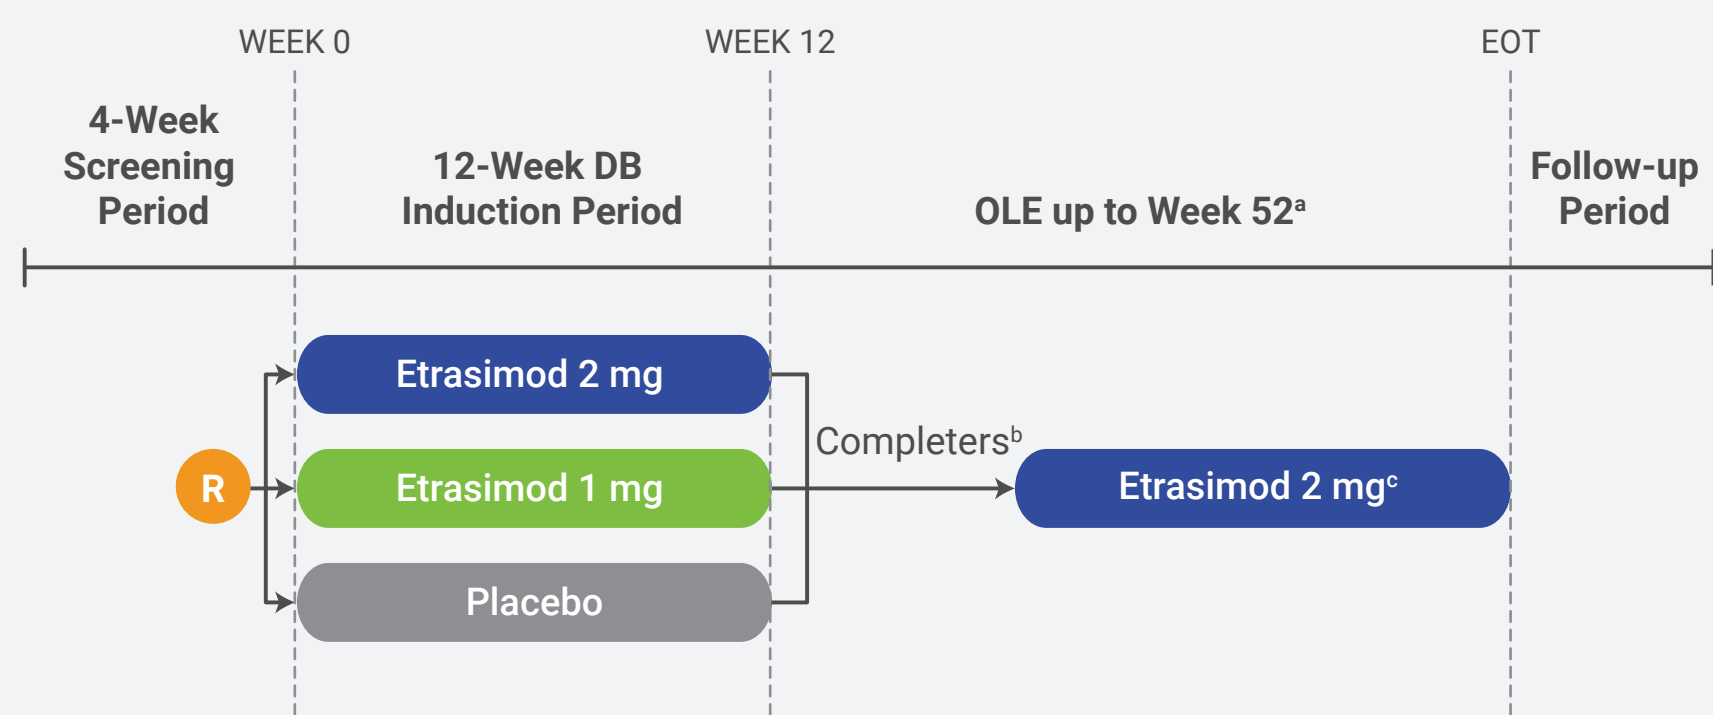 WEEK 0
WEEK 12
EOT
4-Week
Screening
Period
12-Week DB
Induction Period
OLE up to Week 52ᵃ
Follow-up
Period
Etrasimod 2 mg
Completersᵇ
R
Etrasimod 1 mg
Etrasimod 2 mgᶜ
Placebo